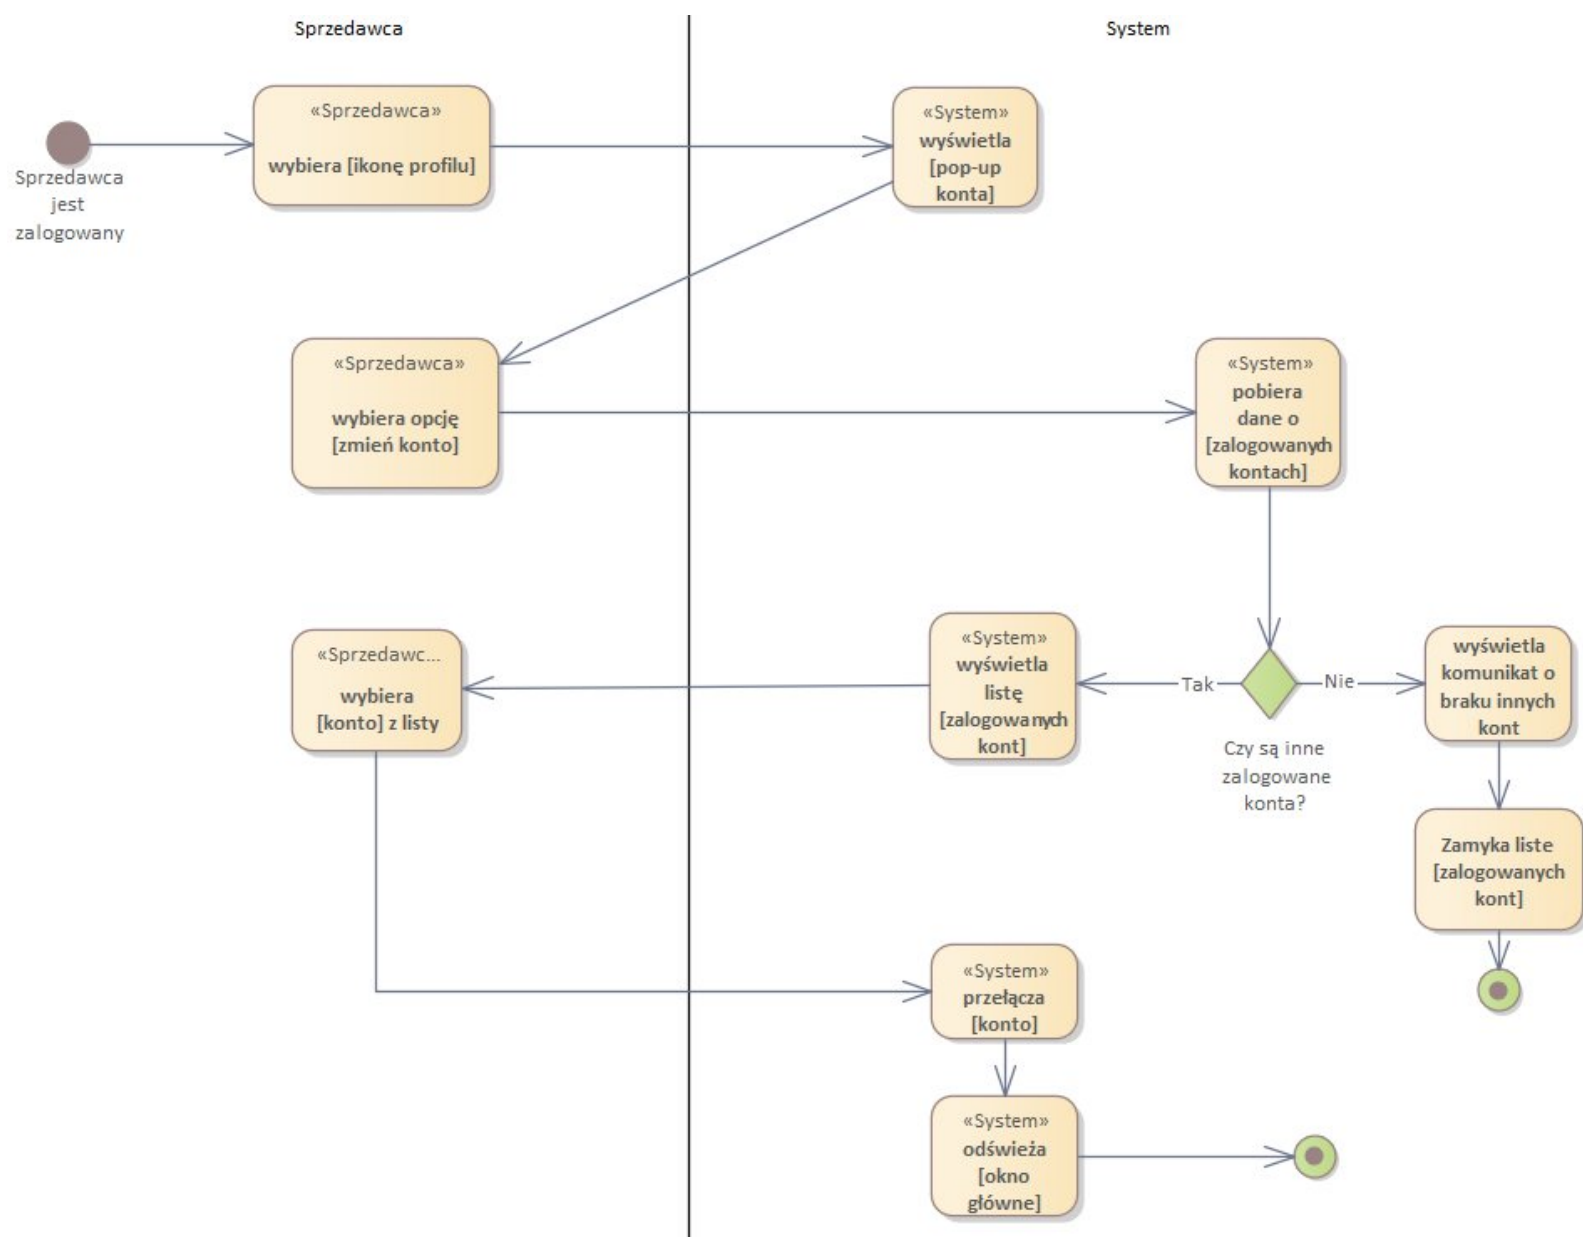 Sprzedawca
System
Sprzedawca
jest
zalogowany
«Sprzedawca»
wybiera [ikonę profilu]
«System»
wyświetla
[pop-up
konta]
«Sprzedawca»
wybiera opcję
[zmień konto]
«System»
pobiera
dane o
[zalogowanych
kontach]
«Sprzedawc...
wybiera
[konto] z listy
«System»
wyświetla
listę
[zalogowanych
kont]
Tak
Nie
Czy są inne
zalogowane
konta?
wyświetla
komunikat o
braku innych
kont
Zamyka liste
[zalogowanych
kont]
«System»
przełącza
[konto]
«System»
odświeża
[okno
główne]